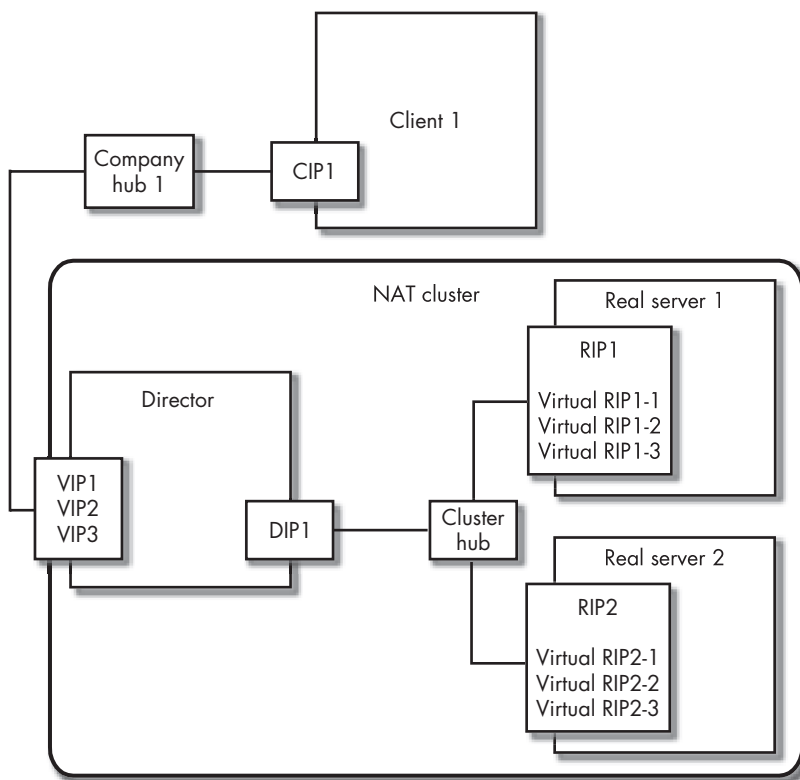 Client 1
Company
hub 1
CIP1
NAT cluster
Real server 1
RIP1
Virtual RIP1-1
Virtual RIP1-2
Virtual RIP1-3
Director
VIP1
VIP2
VIP3
DIP1
Cluster
hub
Real server 2
RIP2
Virtual RIP2-1
Virtual RIP2-2
Virtual RIP2-3